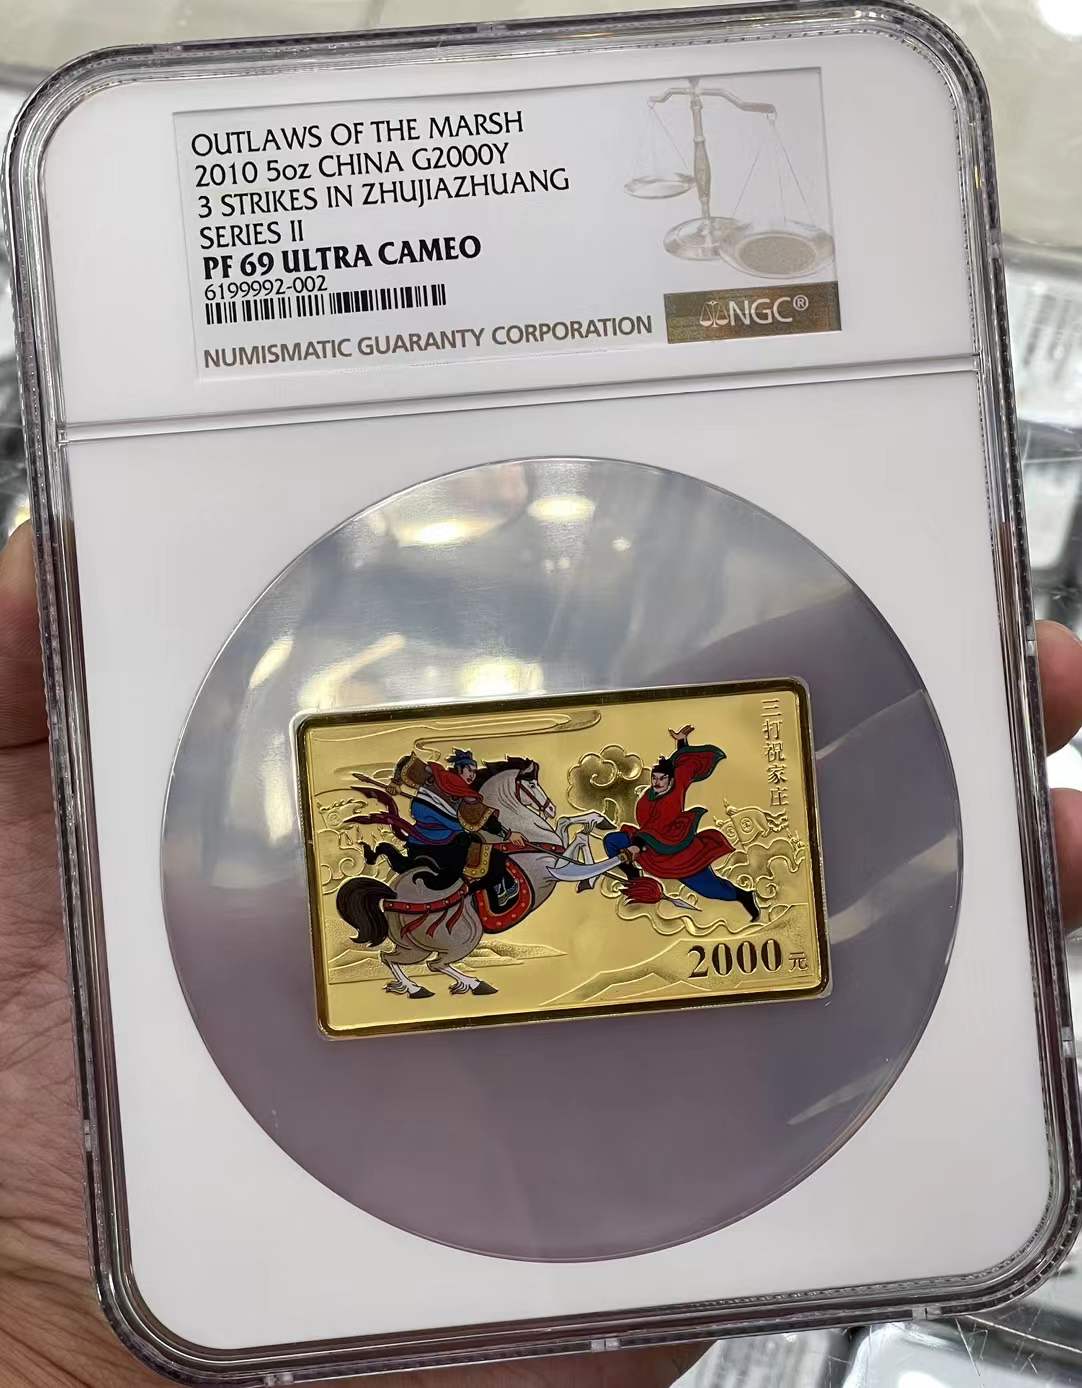 OUTLAWS OF THE MARSH
2010 5oz CHINA G2000Y
3 STRIKES IN ZHUJIAZHUANG
SERIES II
PF 69 ULTRA CAMEO
6199992-002
NUMISMATIC GUARANTY CORPORATION
NGC®
三打祝家庄
2000元